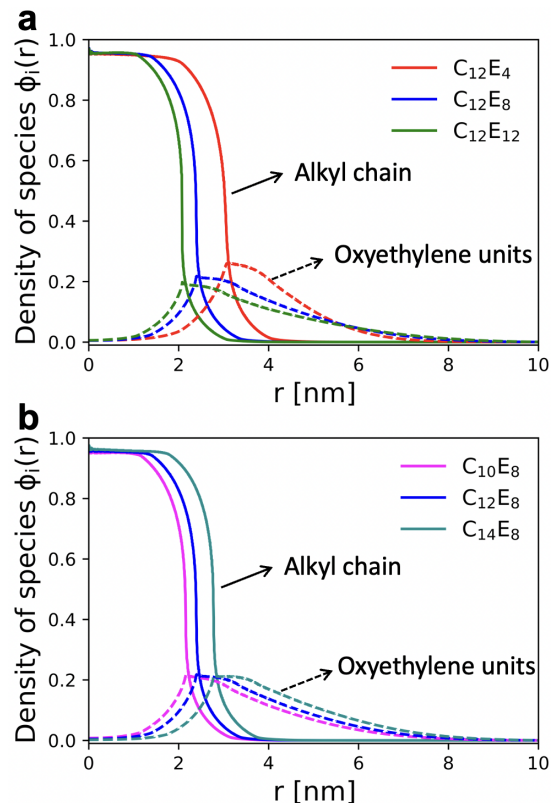 a
1.0
0.8
0.6
0.4
0.2
0.0
Density of species ϕᵢ(r)
C₁₂E₄
C₁₂E₈
C₁₂E₁₂
Alkyl chain
Oxyethylene units
0 2 4 6 8 10
r [nm]
b
1.0
0.8
0.6
0.4
0.2
0.0
Density of species ϕᵢ(r)
C₁₀E₈
C₁₂E₈
C₁₄E₈
Alkyl chain
Oxyethylene units
0 2 4 6 8 10
r [nm]